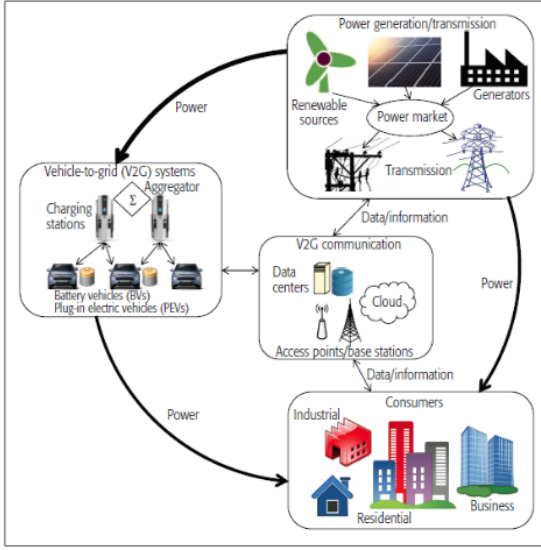 Power generation/transmission
Renewable
sources
Generators
Power market
Transmission
Power
Vehicle-to-grid (V2G) systems
Aggregator
Σ
Charging
stations
Battery vehicles (BVs)
Plug-in electric vehicles (PEVs)
Data/information
V2G communication
Data
centers
Cloud
Access points/base stations
Power
Data/information
Power
Consumers
Industrial
Residential
Business